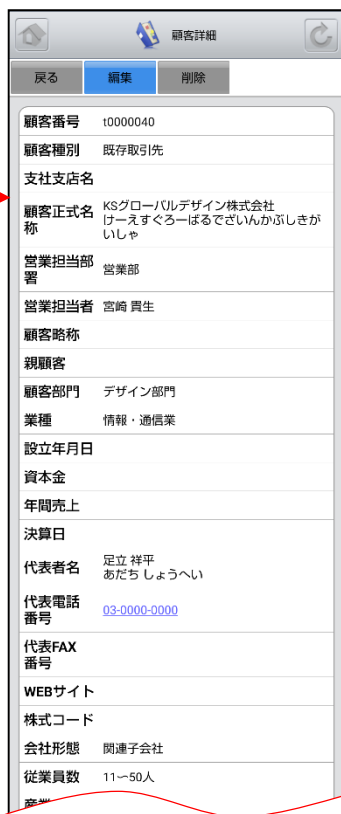 顧客詳細
戻る 編集 削除
顧客番号 t0000040
顧客種別 既存取引先
支社支店名
顧客正式名称 KSグローバルデザイン株式会社
けーえすぐろーばるでざいんかぶしきが
いしゃ
営業担当部署 営業部
営業担当者 宮崎 貴生
顧客略称
親顧客
顧客部門 デザイン部門
業種 情報・通信業
設立年月日
資本金
年間売上
決算日
代表者名 足立 祥平
あだち しょうへい
代表電話
番号 03-0000-0000
代表FAX
番号
WEBサイト
株式コード
会社形態 関連子会社
従業員数 11〜50人